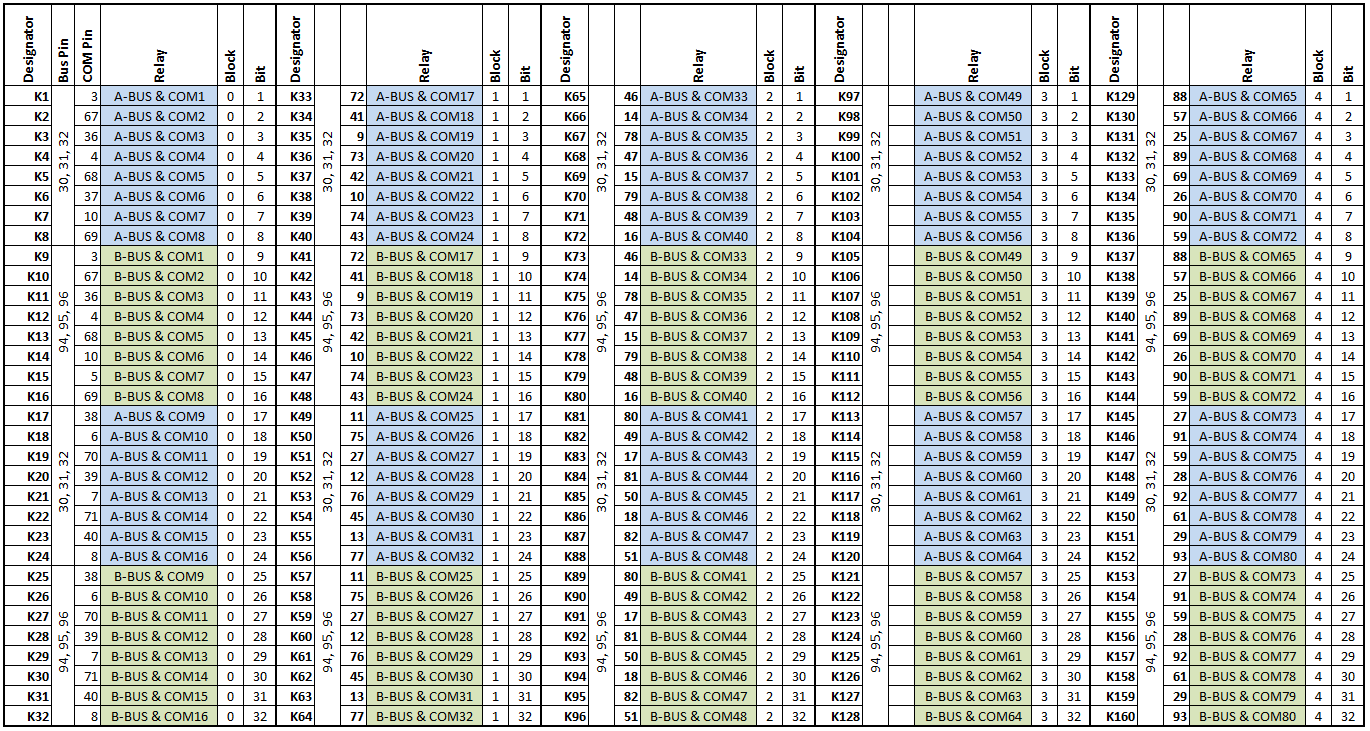 Designator Bus Pin COM Pin Relay Block Bit Designator Relay Block Bit Designator Relay Block Bit Designator Relay Block Bit Designator Relay Block Bit
K1 3 A-BUS & COM1 0 1 K33 72 A-BUS & COM17 1 1 K65 46 A-BUS & COM33 2 1 K97 A-BUS & COM49 3 1 K129 88 A-BUS & COM65 4 1
K2 67 A-BUS & COM2 0 2 K34 41 A-BUS & COM18 1 2 K66 14 A-BUS & COM34 2 2 K98 A-BUS & COM50 3 2 K130 57 A-BUS & COM66 4 2
K3 36 A-BUS & COM3 0 3 K35 9 A-BUS & COM19 1 3 K67 78 A-BUS & COM35 2 3 K99 A-BUS & COM51 3 3 K131 25 A-BUS & COM67 4 3
K4 4 A-BUS & COM4 0 4 K36 73 A-BUS & COM20 1 4 K68 47 A-BUS & COM36 2 4 K100 A-BUS & COM52 3 4 K132 89 A-BUS & COM68 4 4
30, 31, 32 30, 31, 32 30, 31, 32 30, 31, 32 30, 31, 32
K5 68 A-BUS & COM5 0 5 K37 42 A-BUS & COM21 1 5 K69 15 A-BUS & COM37 2 5 K101 A-BUS & COM53 3 5 K133 69 A-BUS & COM69 4 5
K6 37 A-BUS & COM6 0 6 K38 10 A-BUS & COM22 1 6 K70 79 A-BUS & COM38 2 6 K102 A-BUS & COM54 3 6 K134 26 A-BUS & COM70 4 6
K7 10 A-BUS & COM7 0 7 K39 74 A-BUS & COM23 1 7 K71 48 A-BUS & COM39 2 7 K103 A-BUS & COM55 3 7 K135 90 A-BUS & COM71 4 7
K8 69 A-BUS & COM8 0 8 K40 43 A-BUS & COM24 1 8 K72 16 A-BUS & COM40 2 8 K104 A-BUS & COM56 3 8 K136 59 A-BUS & COM72 4 8
K9 3 B-BUS & COM1 0 9 K41 72 B-BUS & COM17 1 9 K73 46 B-BUS & COM33 2 9 K105 B-BUS & COM49 3 9 K137 88 B-BUS & COM65 4 9
K10 67 B-BUS & COM2 0 10 K42 41 B-BUS & COM18 1 10 K74 14 B-BUS & COM34 2 10 K106 B-BUS & COM50 3 10 K138 57 B-BUS & COM66 4 10
K11 36 B-BUS & COM3 0 11 K43 9 B-BUS & COM19 1 11 K75 78 B-BUS & COM35 2 11 K107 B-BUS & COM51 3 11 K139 25 B-BUS & COM67 4 11
K12 4 B-BUS & COM4 0 12 K44 73 B-BUS & COM20 1 12 K76 47 B-BUS & COM36 2 12 K108 B-BUS & COM52 3 12 K140 89 B-BUS & COM68 4 12
94, 95, 96 94, 95, 96 94, 95, 96 94, 95, 96 94, 95, 96
K13 68 B-BUS & COM5 0 13 K45 42 B-BUS & COM21 1 13 K77 15 B-BUS & COM37 2 13 K109 B-BUS & COM53 3 13 K141 69 B-BUS & COM69 4 13
K14 10 B-BUS & COM6 0 14 K46 10 B-BUS & COM22 1 14 K78 79 B-BUS & COM38 2 14 K110 B-BUS & COM54 3 14 K142 26 B-BUS & COM70 4 14
K15 5 B-BUS & COM7 0 15 K47 74 B-BUS & COM23 1 15 K79 48 B-BUS & COM39 2 15 K111 B-BUS & COM55 3 15 K143 90 B-BUS & COM71 4 15
K16 69 B-BUS & COM8 0 16 K48 43 B-BUS & COM24 1 16 K80 16 B-BUS & COM40 2 16 K112 B-BUS & COM56 3 16 K144 59 B-BUS & COM72 4 16
K17 38 A-BUS & COM9 0 17 K49 11 A-BUS & COM25 1 17 K81 80 A-BUS & COM41 2 17 K113 A-BUS & COM57 3 17 K145 27 A-BUS & COM73 4 17
K18 6 A-BUS & COM10 0 18 K50 75 A-BUS & COM26 1 18 K82 49 A-BUS & COM42 2 18 K114 A-BUS & COM58 3 18 K146 91 A-BUS & COM74 4 18
K19 70 A-BUS & COM11 0 19 K51 27 A-BUS & COM27 1 19 K83 17 A-BUS & COM43 2 19 K115 A-BUS & COM59 3 19 K147 59 A-BUS & COM75 4 19
K20 39 A-BUS & COM12 0 20 K52 12 A-BUS & COM28 1 20 K84 81 A-BUS & COM44 2 20 K116 A-BUS & COM60 3 20 K148 28 A-BUS & COM76 4 20
30, 31, 32 30, 31, 32 30, 31, 32 30, 31, 32 30, 31, 32
K21 7 A-BUS & COM13 0 21 K53 76 A-BUS & COM29 1 21 K85 50 A-BUS & COM45 2 21 K117 A-BUS & COM61 3 21 K149 92 A-BUS & COM77 4 21
K22 71 A-BUS & COM14 0 22 K54 45 A-BUS & COM30 1 22 K86 18 A-BUS & COM46 2 22 K118 A-BUS & COM62 3 22 K150 61 A-BUS & COM78 4 22
K23 40 A-BUS & COM15 0 23 K55 13 A-BUS & COM31 1 23 K87 82 A-BUS & COM47 2 23 K119 A-BUS & COM63 3 23 K151 29 A-BUS & COM79 4 23
K24 8 A-BUS & COM16 0 24 K56 77 A-BUS & COM32 1 24 K88 51 A-BUS & COM48 2 24 K120 A-BUS & COM64 3 24 K152 93 A-BUS & COM80 4 24
K25 38 B-BUS & COM9 0 25 K57 11 B-BUS & COM25 1 25 K89 80 B-BUS & COM41 2 25 K121 B-BUS & COM57 3 25 K153 27 B-BUS & COM73 4 25
K26 6 B-BUS & COM10 0 26 K58 75 B-BUS & COM26 1 26 K90 49 B-BUS & COM42 2 26 K122 B-BUS & COM58 3 26 K154 91 B-BUS & COM74 4 26
K27 70 B-BUS & COM11 0 27 K59 27 B-BUS & COM27 1 27 K91 17 B-BUS & COM43 2 27 K123 B-BUS & COM59 3 27 K155 59 B-BUS & COM75 4 27
K28 39 B-BUS & COM12 0 28 K60 12 B-BUS & COM28 1 28 K92 81 B-BUS & COM44 2 28 K124 B-BUS & COM60 3 28 K156 28 B-BUS & COM76 4 28
94, 95, 96 94, 95, 96 94, 95, 96 94, 95, 96 94, 95, 96
K29 7 B-BUS & COM13 0 29 K61 76 B-BUS & COM29 1 29 K93 50 B-BUS & COM45 2 29 K125 B-BUS & COM61 3 29 K157 92 B-BUS & COM77 4 29
K30 71 B-BUS & COM14 0 30 K62 45 B-BUS & COM30 1 30 K94 18 B-BUS & COM46 2 30 K126 B-BUS & COM62 3 30 K158 61 B-BUS & COM78 4 30
K31 40 B-BUS & COM15 0 31 K63 13 B-BUS & COM31 1 31 K95 82 B-BUS & COM47 2 31 K127 B-BUS & COM63 3 31 K159 29 B-BUS & COM79 4 31
K32 8 B-BUS & COM16 0 32 K64 77 B-BUS & COM32 1 32 K96 51 B-BUS & COM48 2 32 K128 B-BUS & COM64 3 32 K160 93 B-BUS & COM80 4 32